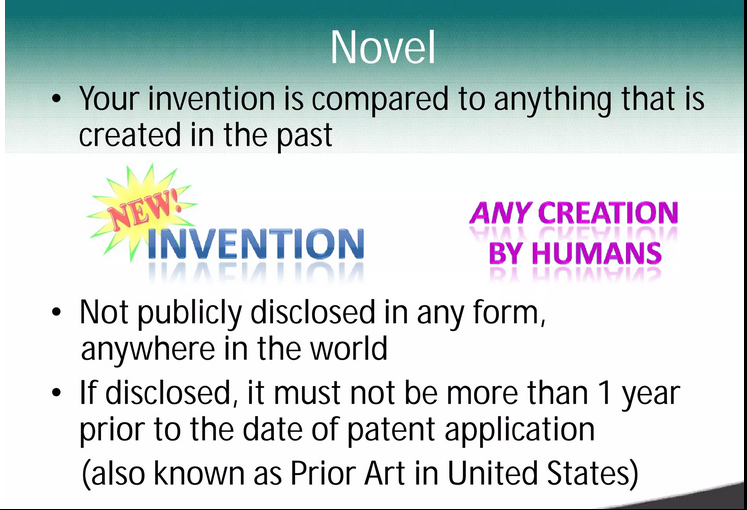 Novel
• Your invention is compared to anything that is
created in the past
NEW!
INVENTION
ANY CREATION
BY HUMANS
• Not publicly disclosed in any form,
anywhere in the world
• If disclosed, it must not be more than 1 year
prior to the date of patent application
(also known as Prior Art in United States)